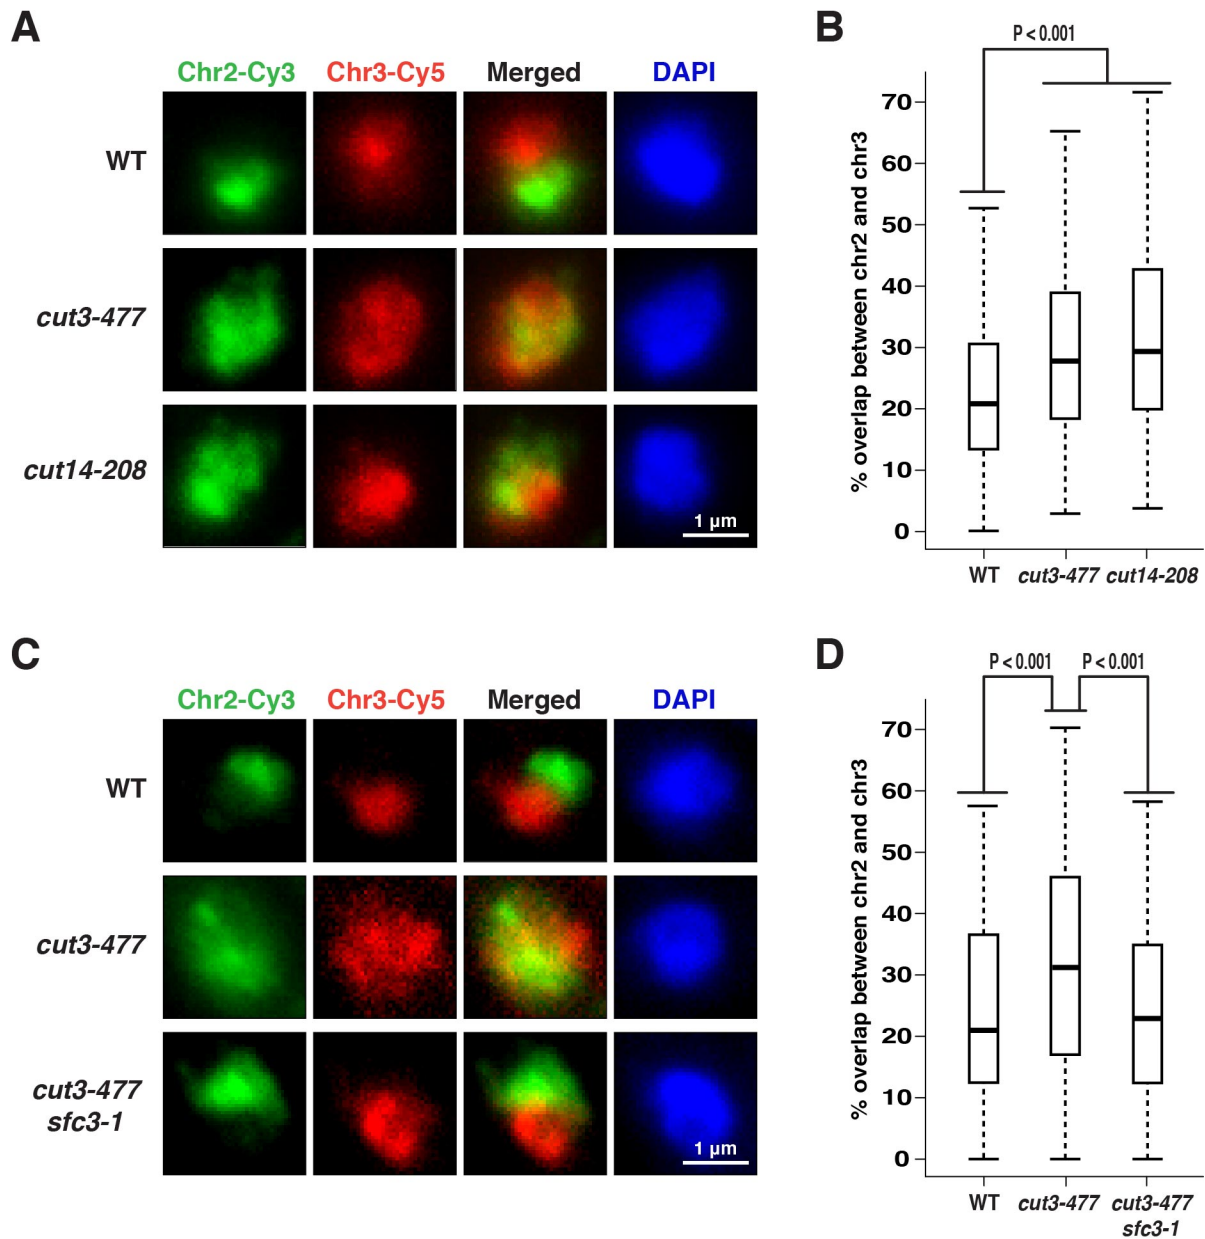 A
Chr2-Cy3 Chr3-Cy5 Merged DAPI
WT
cut3-477
cut14-208
1 µm
B
P < 0.001
% overlap between chr2 and chr3
70
60
50
40
30
20
10
0
WT cut3-477 cut14-208
C
Chr2-Cy3 Chr3-Cy5 Merged DAPI
WT
cut3-477
cut3-477
sfc3-1
1 µm
D
P < 0.001 P < 0.001
% overlap between chr2 and chr3
70
60
50
40
30
20
10
0
WT cut3-477 cut3-477
sfc3-1